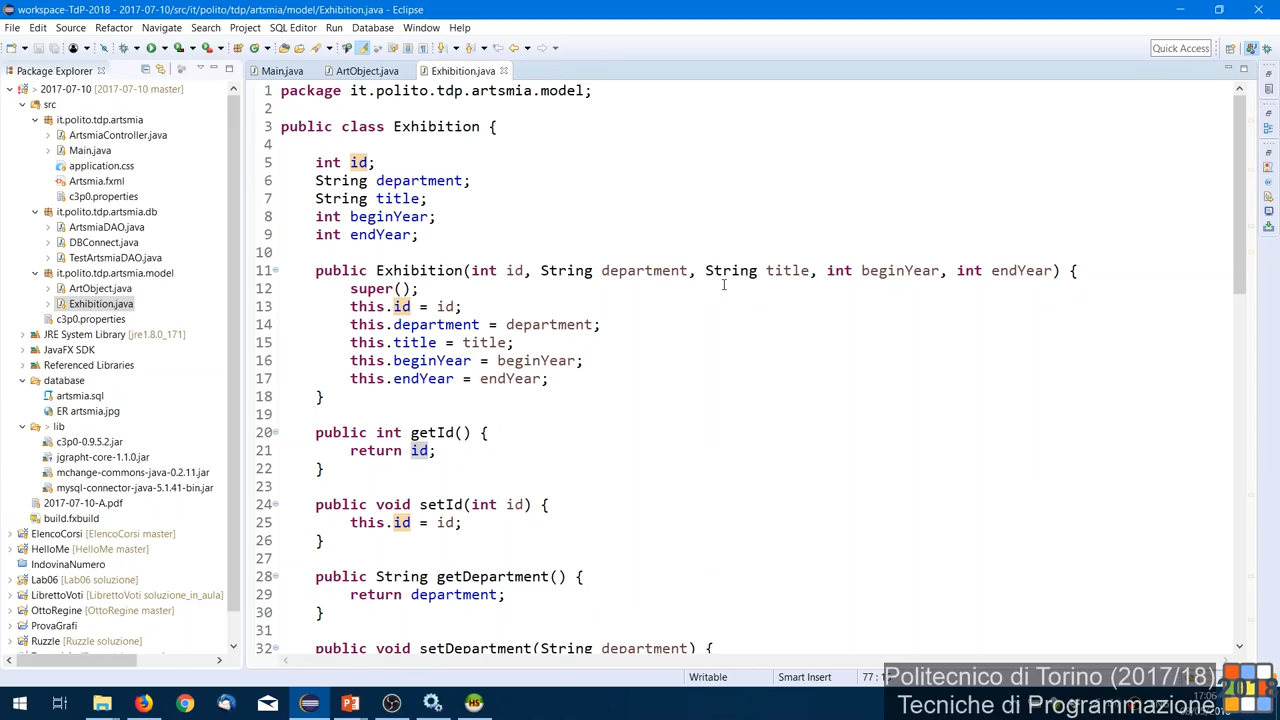 workspace-TdP-2018 - 2017-07-10/src/it/polito/tdp/artsmia/model/Exhibition.java - Eclipse
File Edit Source Refactor Navigate Search Project SQL Editor Run Database Window Help
Quick Access
Package Explorer
Main.java
ArtObject.java
Exhibition.java
2017-07-10 [2017-07-10 master]
src
it.polito.tdp.artsmia
ArtsmiaController.java
Main.java
application.css
Artsmia.fxml
c3p0.properties
it.polito.tdp.artsmia.db
ArtsmiaDAO.java
DBConnect.java
TestArtsmiaDAO.java
it.polito.tdp.artsmia.model
ArtObject.java
Exhibition.java
c3p0.properties
JRE System Library [jre1.8.0_171]
JavaFX SDK
Referenced Libraries
database
artsmia.sql
ER artsmia.jpg
lib
c3p0-0.9.5.2.jar
jgrapht-core-1.1.0.jar
mchange-commons-java-0.2.11.jar
mysql-connector-java-5.1.41-bin.jar
2017-07-10-A.pdf
build.fxbuild
ElencoCorsi [ElencoCorsi master]
HelloMe [HelloMe master]
IndovinaNumero
Lab06 [Lab06 soluzione]
LibrettoVoti [LibrettoVoti soluzione_in_aula]
OttoRegine [OttoRegine master]
ProvaGrafi
Ruzzle [Ruzzle soluzione]
1 package it.polito.tdp.artsmia.model;
2
3 public class Exhibition {
4
5 int id;
6 String department;
7 String title;
8 int beginYear;
9 int endYear;
10
11 public Exhibition(int id, String department, String title, int beginYear, int endYear) {
12 super();
13 this.id = id;
14 this.department = department;
15 this.title = title;
16 this.beginYear = beginYear;
17 this.endYear = endYear;
18 }
19
20 public int getId() {
21 return id;
22 }
23
24 public void setId(int id) {
25 this.id = id;
26 }
27
28 public String getDepartment() {
29 return department;
30 }
31
32 public void setDepartment(String department) {
Writable
Smart Insert
77 : 1
Politecnico di Torino (2017/18)
Tecniche di Programmazione
2018
17:06